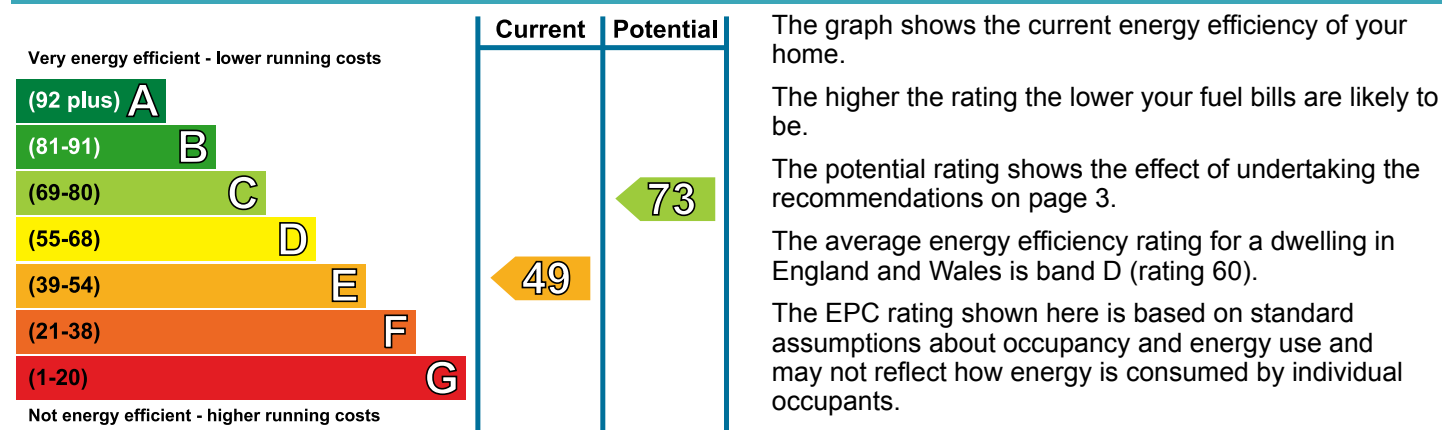 Current Potential
Very energy efficient - lower running costs
(92 plus) A
(81-91) B
(69-80) C
73
(55-68) D
(39-54) E
49
(21-38) F
(1-20) G
Not energy efficient - higher running costs
The graph shows the current energy efficiency of your
home.
The higher the rating the lower your fuel bills are likely to
be.
The potential rating shows the effect of undertaking the
recommendations on page 3.
The average energy efficiency rating for a dwelling in
England and Wales is band D (rating 60).
The EPC rating shown here is based on standard
assumptions about occupancy and energy use and
may not reflect how energy is consumed by individual
occupants.